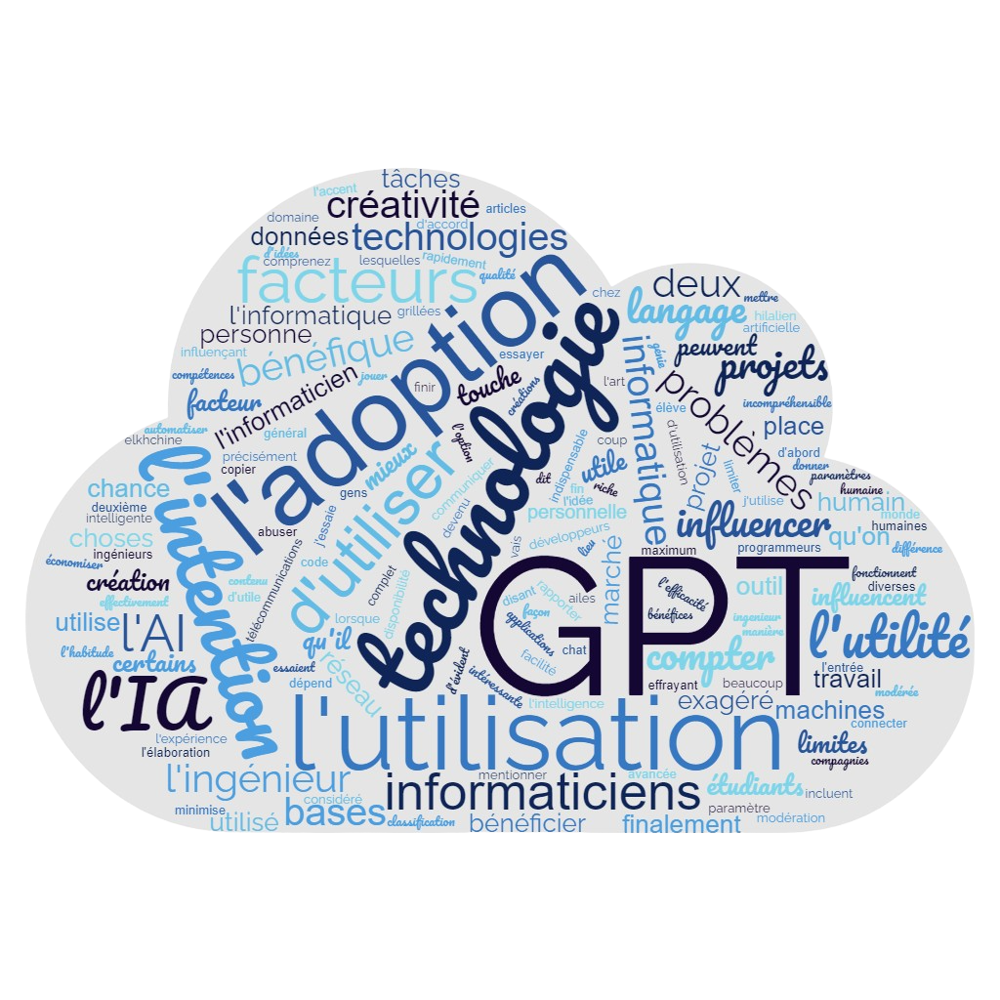 tâches
l'accent
créativité
articles
domaine
d'accord
données
technologies
d'idées
comprenez
lesquelles
rapidement
qualité
facteurs
l'adoption
chez
deux
mettre
langage
hilalien
artificielle
l'informatique
grillées
personne
influençant
bénéfique
compétences
jouer
l'informaticien
facteur
finir
essayer
touche
créations
technologie
l'art
informatique
génie
peuvent
projets
problèmes
incompréhensible
élève
place
automatiser
elkhchine
général
précisément
copier
l'intention
mieux
l'option
communiquer
d'utiliser
indispensable
coup
utile
dit
fin
riche
l'idée
d'utilisation
projet
limiter
d'abord
donner
paramètres
humaine
j'utilise
humain
monde
humaines
chance
deuxième
intelligente
gens
j'essaie
abuser
devenu
personnelle
influencer
qu'on
différence
choses
ingénieurs
économiser
code
vais
développeurs
lieu
marché
maximum
programmeurs
fonctionnent
diverses
création
contenu
d'utile
effectivement
télécommunications
complet
disponibilité
GPT
disant
rapporter
ailes
façon
applications
l'efficacité
bénéfices
outil
ingenieur
manière
influencent
utilise
l'AI
l'habitude
certains
lorsque
qu'il
essaient
dépend
réseau
d'évident
intéressante
facilité
chat
compter
l'utilité
l'entrée
travail
modérée
l'IA
l'expérience
l'élaboration
l'intelligence
effrayant
beaucoup
exagéré
machines
connecter
l'utilisation
limites
compagnies
l'ingénieur
mentionner
avancée
considéré
informaticiens
étudiants
incluent
minimise
utilisé
bases
classification
bénéficier
finalement
paramètre
modération